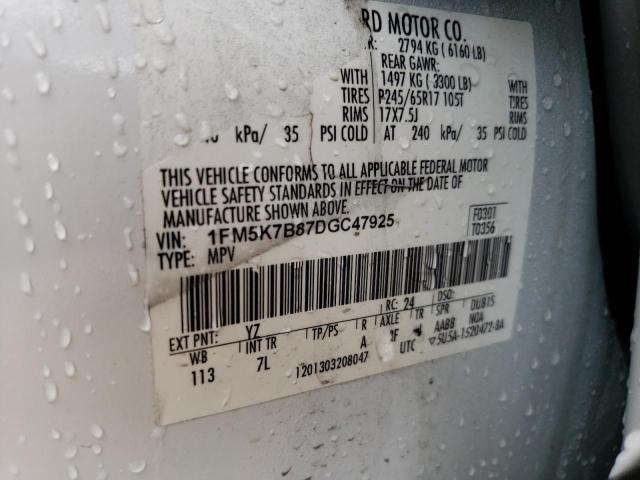 RD MOTOR CO.
R: 2794 KG ( 6160 LB)
REAR GAWR:
WITH 1497 KG ( 3300 LB)
WITH TIRES P245/65R17 105T
TIRES RIMS 17X7.5J
RIMS
kPa/ 35 PSI COLD AT 240 kPa/ 35 PSI COLD
THIS VEHICLE CONFORMS TO ALL APPLICABLE FEDERAL MOTOR
VEHICLE SAFETY STANDARDS IN EFFECT ON THE DATE OF
MANUFACTURE SHOWN ABOVE.
VIN: 1FM5K7B87DGC47925
TYPE: MPV
F0301
T0356
EXT PNT: YZ RC: 24 DSO:
WB INT TR TP/PS R AXLE TR SPR DUB1S
113 7L A AABB NOA
1201303208047 UTC ▽5U5A-1520472-BA